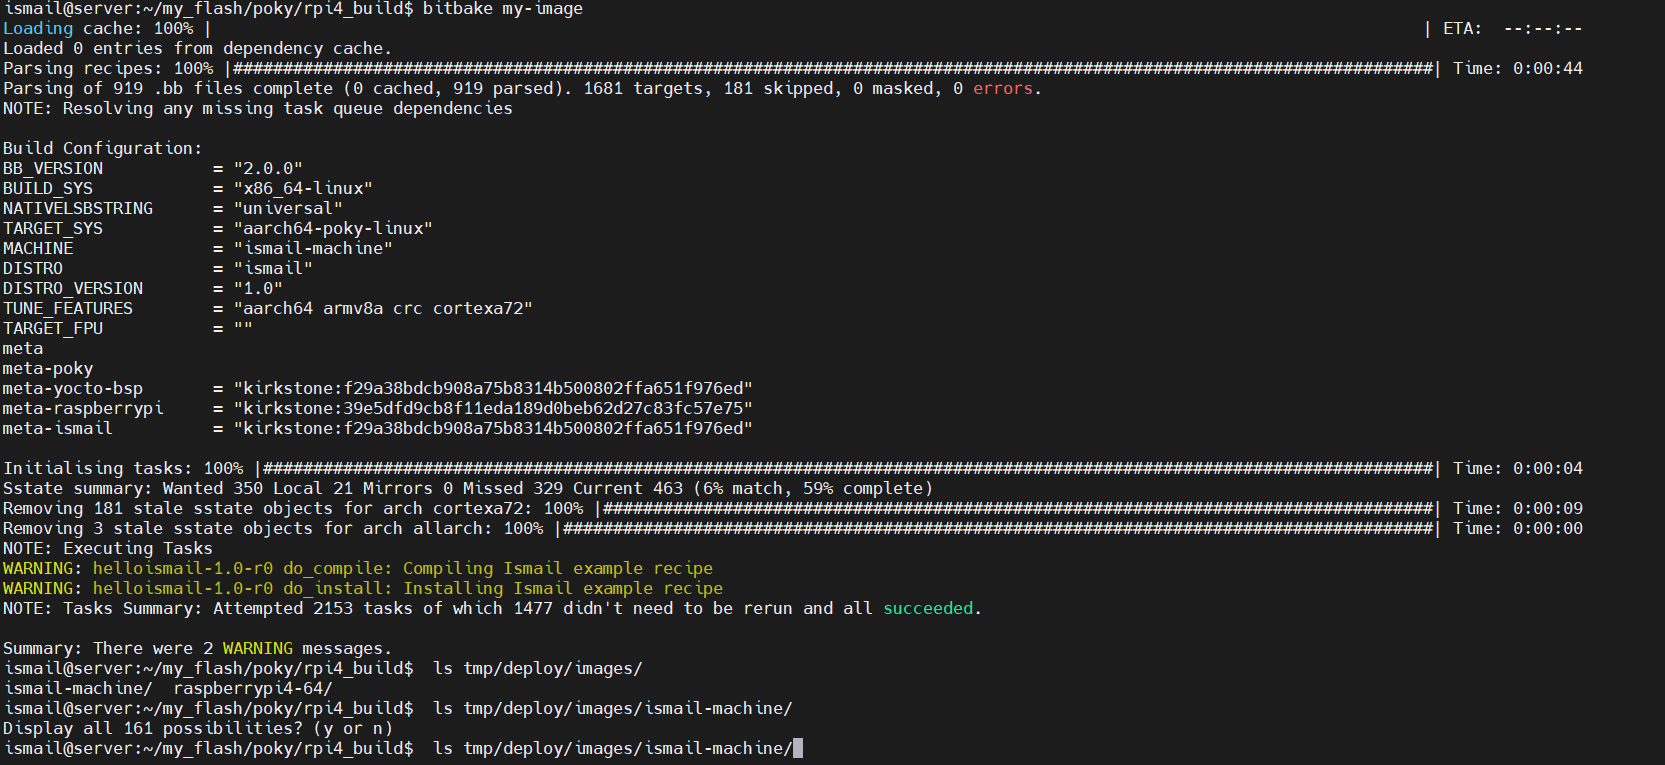 ismail@server:~/my_flash/poky/rpi4_build$ bitbake my-image
Loading cache: 100% | | ETA:  --:--:--
Loaded 0 entries from dependency cache.
Parsing recipes: 100% |########################################################################################################################| Time: 0:00:44
Parsing of 919 .bb files complete (0 cached, 919 parsed). 1681 targets, 181 skipped, 0 masked, 0 errors.
NOTE: Resolving any missing task queue dependencies

Build Configuration:
BB_VERSION           = "2.0.0"
BUILD_SYS            = "x86_64-linux"
NATIVELSBSTRING      = "universal"
TARGET_SYS           = "aarch64-poky-linux"
MACHINE              = "ismail-machine"
DISTRO               = "ismail"
DISTRO_VERSION       = "1.0"
TUNE_FEATURES        = "aarch64 armv8a crc cortexa72"
TARGET_FPU           = ""
meta
meta-poky
meta-yocto-bsp       = "kirkstone:f29a38bdcb908a75b8314b500802ffa651f976ed"
meta-raspberrypi     = "kirkstone:39e5dfd9cb8f11eda189d0beb62d27c83fc57e75"
meta-ismail          = "kirkstone:f29a38bdcb908a75b8314b500802ffa651f976ed"

Initialising tasks: 100% |#####################################################################################################################| Time: 0:00:04
Sstate summary: Wanted 350 Local 21 Mirrors 0 Missed 329 Current 463 (6% match, 59% complete)
Removing 181 stale sstate objects for arch cortexa72: 100% |###################################################################################| Time: 0:00:09
Removing 3 stale sstate objects for arch allarch: 100% |#######################################################################################| Time: 0:00:00
NOTE: Executing Tasks
WARNING: helloismail-1.0-r0 do_compile: Compiling Ismail example recipe
WARNING: helloismail-1.0-r0 do_install: Installing Ismail example recipe
NOTE: Tasks Summary: Attempted 2153 tasks of which 1477 didn't need to be rerun and all succeeded.

Summary: There were 2 WARNING messages.
ismail@server:~/my_flash/poky/rpi4_build$  ls tmp/deploy/images/
ismail-machine/  raspberrypi4-64/
ismail@server:~/my_flash/poky/rpi4_build$  ls tmp/deploy/images/ismail-machine/
Display all 161 possibilities? (y or n)
ismail@server:~/my_flash/poky/rpi4_build$  ls tmp/deploy/images/ismail-machine/